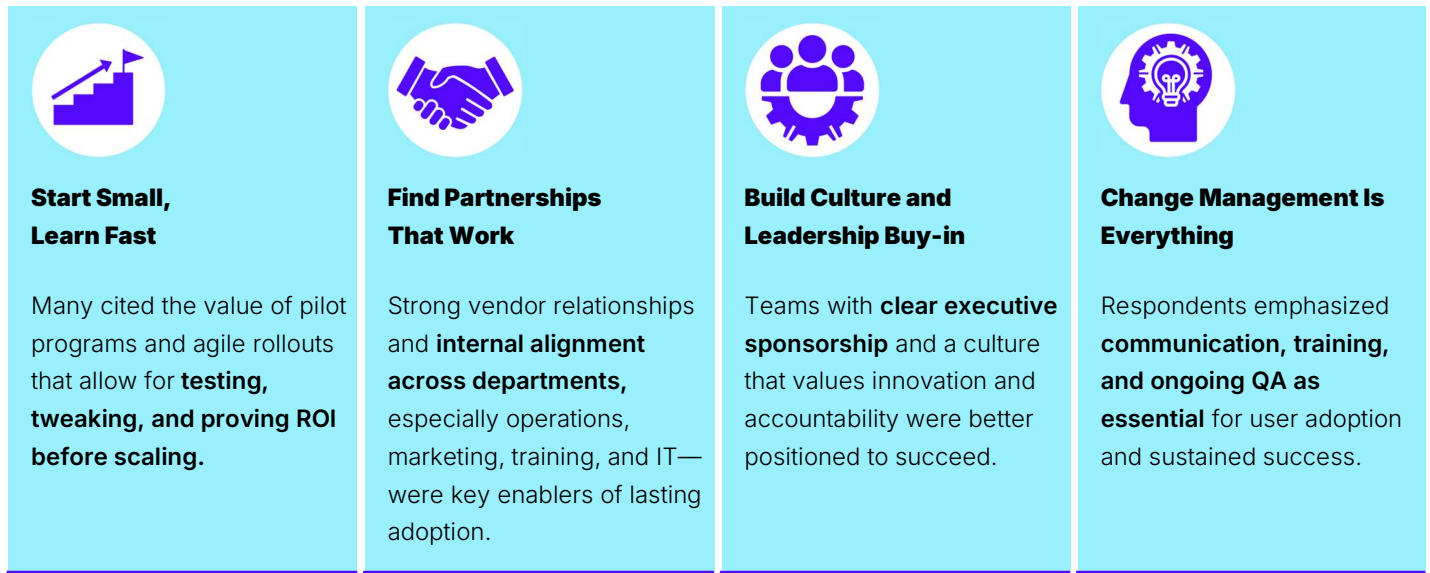 Start Small,
Learn Fast
Many cited the value of pilot
programs and agile rollouts
that allow for testing,
tweaking, and proving ROI
before scaling.
Find Partnerships
That Work
Strong vendor relationships
and internal alignment
across departments,
especially operations,
marketing, training, and IT—
were key enablers of lasting
adoption.
Build Culture and
Leadership Buy-in
Teams with clear executive
sponsorship and a culture
that values innovation and
accountability were better
positioned to succeed.
Change Management Is
Everything
Respondents emphasized
communication, training,
and ongoing QA as
essential for user adoption
and sustained success.